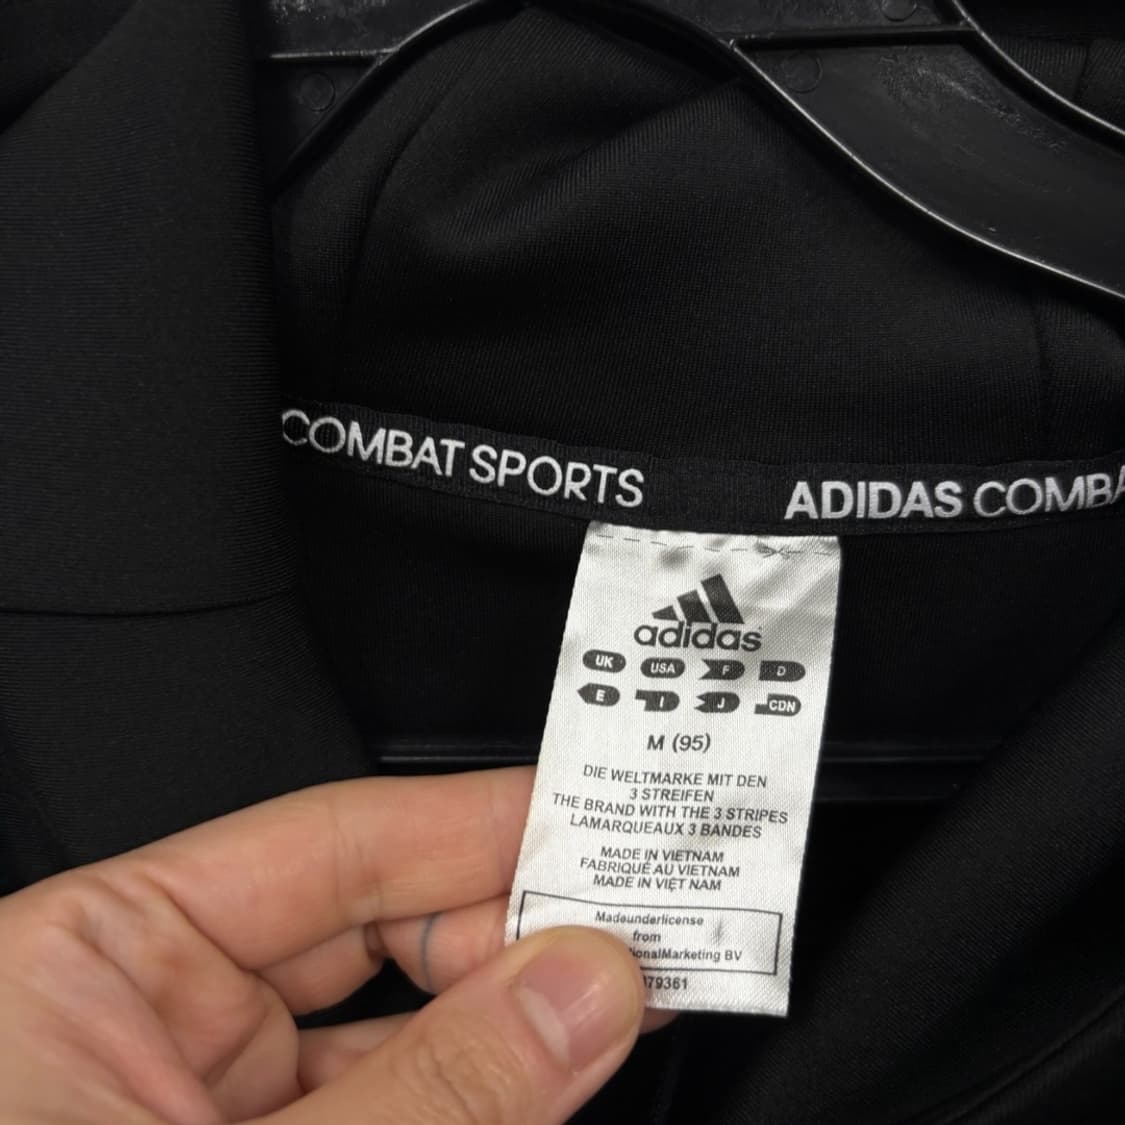 COMBAT SPORTS
ADIDAS COMBA
adidas
UK USA F D
E I J CDN
M (95)
DIE WELTMARKE MIT DEN
3 STREIFEN
THE BRAND WITH THE 3 STRIPES
LAMARQUEAUX 3 BANDES
MADE IN VIETNAM
FABRIQUÉ AU VIETNAM
MADE IN VIỆT NAM
Madeunderlicense
from
ionalMarketing BV
79361